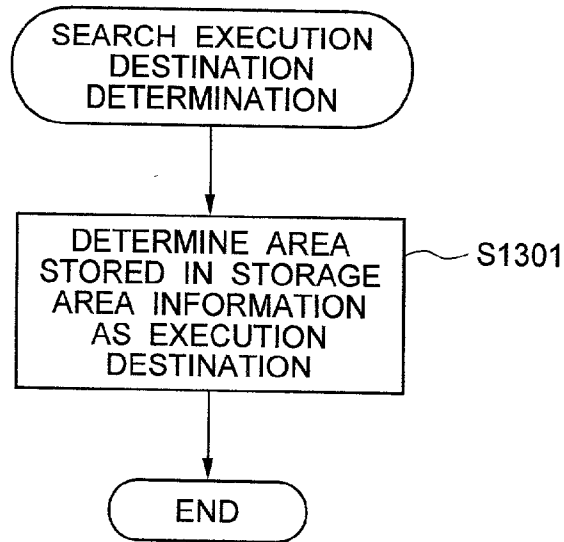 SEARCH EXECUTION
DESTINATION
DETERMINATION
DETERMINE AREA
STORED IN STORAGE
AREA INFORMATION
AS EXECUTION
DESTINATION
S1301
END